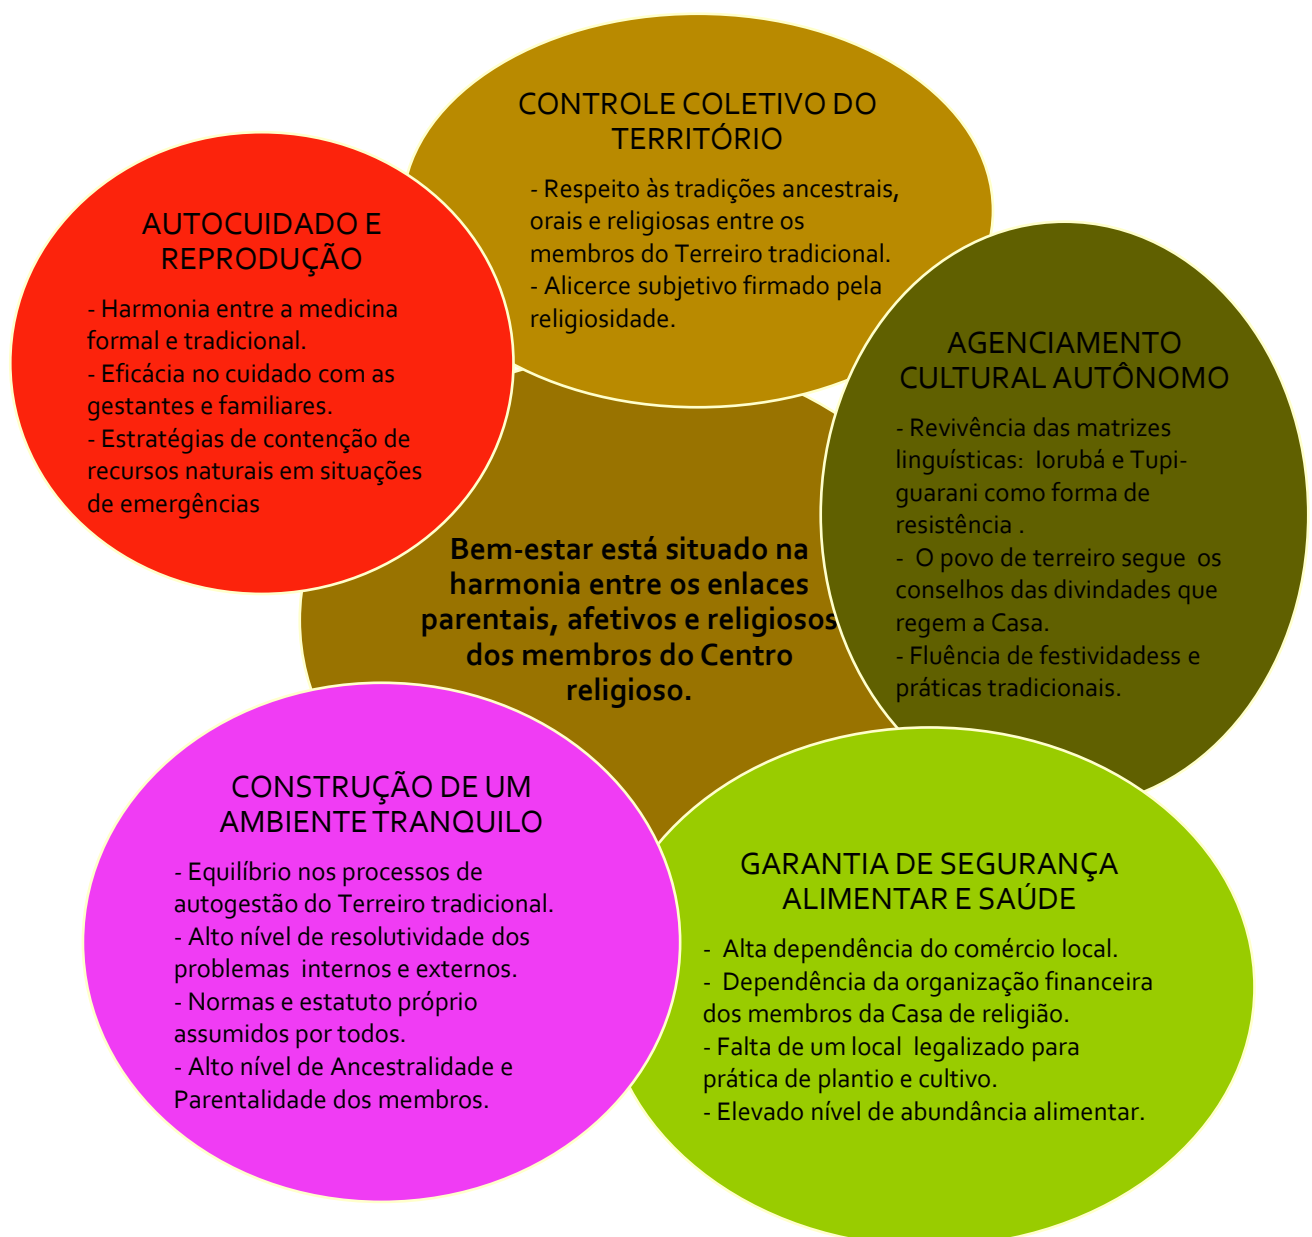 CONTROLE COLETIVO DO
TERRITÓRIO
- Respeito às tradições ancestrais,
orais e religiosas entre os
membros do Terreiro tradicional.
- Alicerce subjetivo firmado pela
religiosidade.
AUTOCUIDADO E
REPRODUÇÃO
- Harmonia entre a medicina
formal e tradicional.
- Eficácia no cuidado com as
gestantes e familiares.
- Estratégias de contenção de
recursos naturais em situações
de emergências
AGENCIAMENTO
CULTURAL AUTÔNOMO
- Revivência das matrizes
linguísticas: Iorubá e Tupi-
guarani como forma de
resistência .
- O povo de terreiro segue os
conselhos das divindades que
regem a Casa.
- Fluência de festividadess e
práticas tradicionais.
Bem-estar está situado na
harmonia entre os enlaces
parentais, afetivos e religiosos
dos membros do Centro
religioso.
CONSTRUÇÃO DE UM
AMBIENTE TRANQUILO
- Equilíbrio nos processos de
autogestão do Terreiro tradicional.
- Alto nível de resolutividade dos
problemas internos e externos.
- Normas e estatuto próprio
assumidos por todos.
- Alto nível de Ancestralidade e
Parentalidade dos membros.
GARANTIA DE SEGURANÇA
ALIMENTAR E SAÚDE
- Alta dependência do comércio local.
- Dependência da organização financeira
dos membros da Casa de religião.
- Falta de um local legalizado para
prática de plantio e cultivo.
- Elevado nível de abundância alimentar.